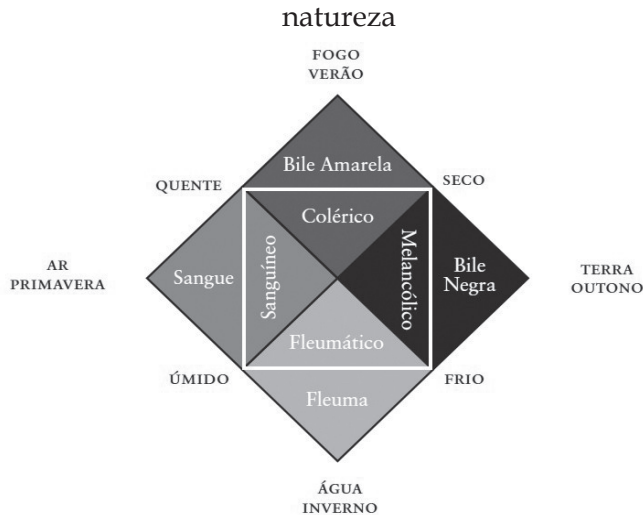 natureza
FOGO
VERÃO
Bile Amarela
QUENTE
SECO
Colérico
AR
PRIMAVERA
Sangue
Sanguíneo
Melancólico
Bile
Negra
TERRA
OUTONO
Fleumático
ÚMIDO
FRIO
Fleuma
ÁGUA
INVERNO